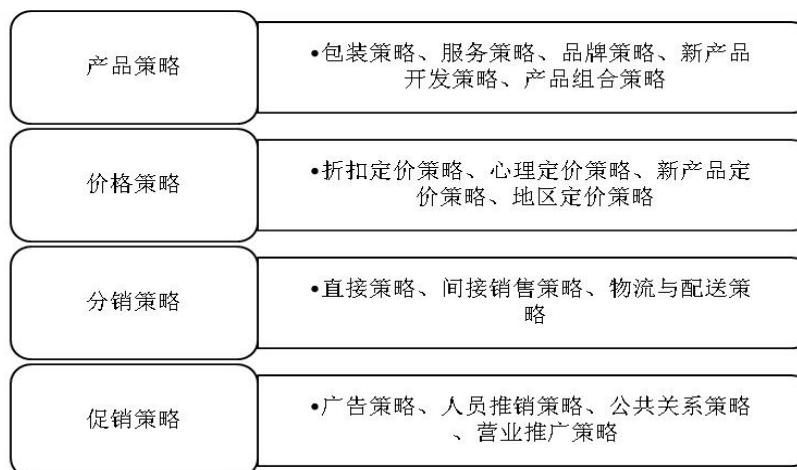 产品策略
•包装策略、服务策略、品牌策略、新产品
开发策略、产品组合策略
价格策略
•折扣定价策略、心理定价策略、新产品定
价策略、地区定价策略
分销策略
•直接策略、间接销售策略、物流与配送策
略
促销策略
•广告策略、人员推销策略、公共关系策略
、营业推广策略